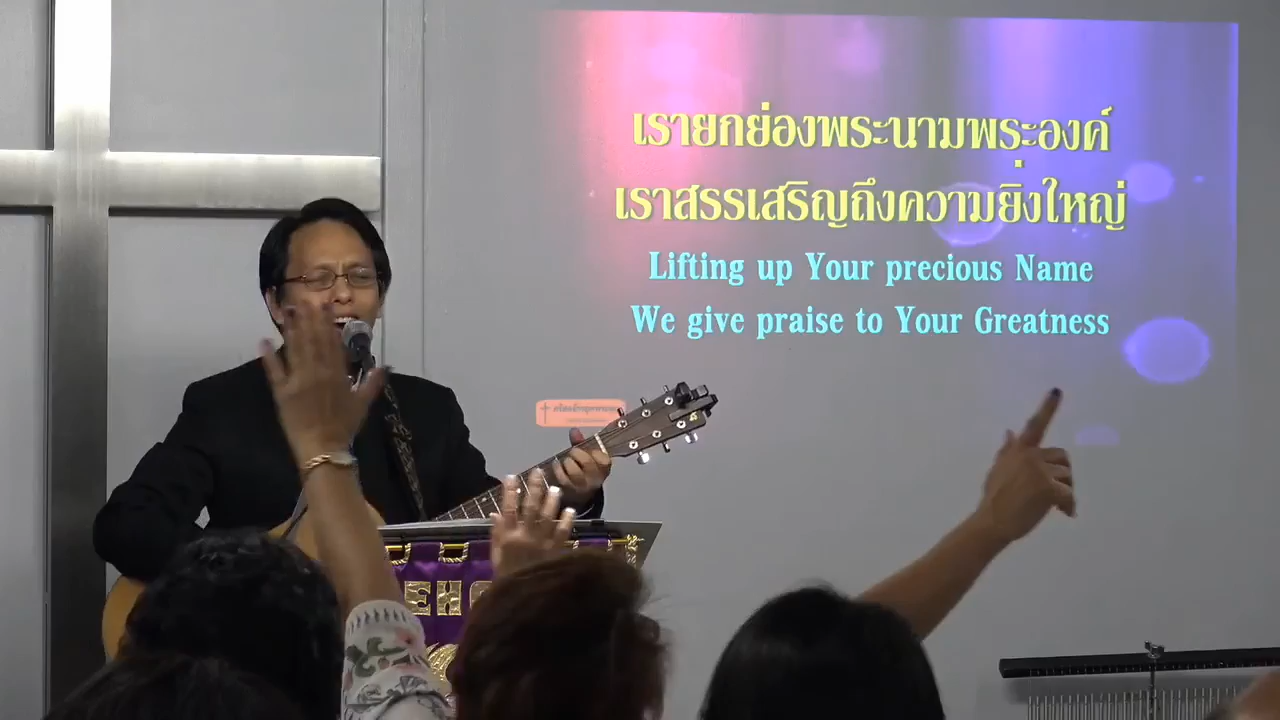 เรายกย่องพระนามพระองค์
เราสรรเสริญถึงความยิ่งใหญ่
Lifting up Your precious Name
We give praise to Your Greatness
EHO